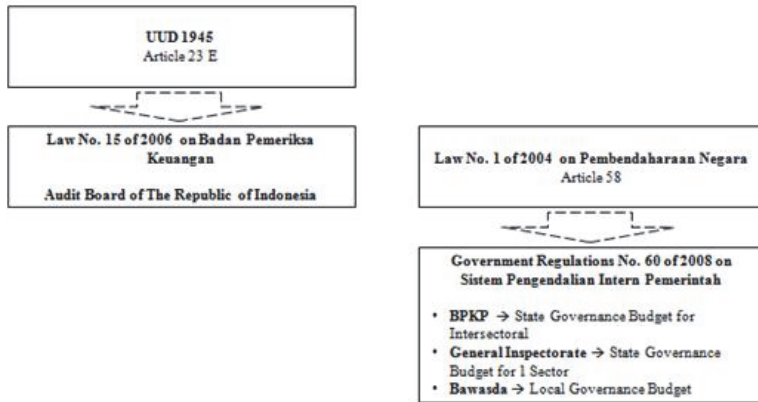 UUD 1945
Article 23 E
Law No. 15 of 2006 on Badan Pemeriksa
Keuangan
Audit Board of The Republic of Indonesia
Law No. 1 of 2004 on Pembendaharaan Negara
Article 58
Government Regulations No. 60 of 2008 on
Sistem Pengendalian Intern Pemerintah
• BPKP → State Governance Budget for
Intersectoral
• General Inspectorate → State Governance
Budget for 1 Sector
• Bawasda → Local Governance Budget